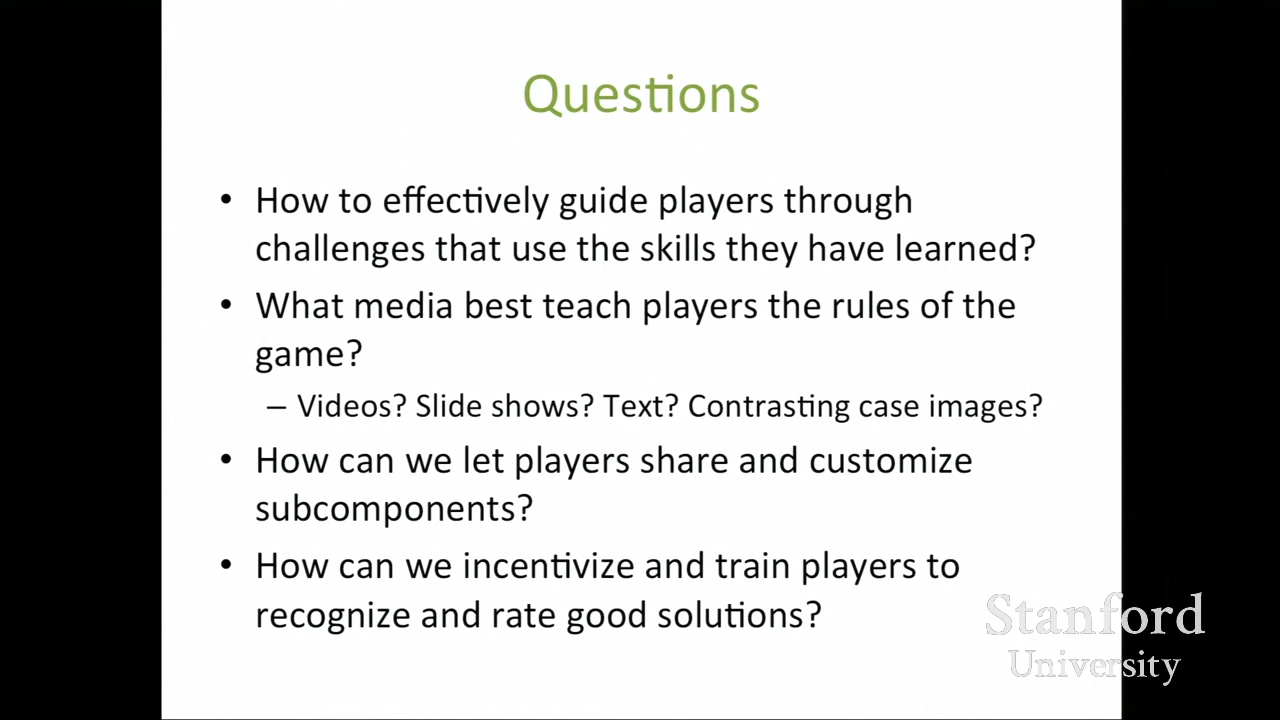 Questions
• How to effectively guide players through
challenges that use the skills they have learned?
• What media best teach players the rules of the
game?
– Videos? Slide shows? Text? Contrasting case images?
• How can we let players share and customize
subcomponents?
• How can we incentivize and train players to
recognize and rate good solutions?
Stanford
University